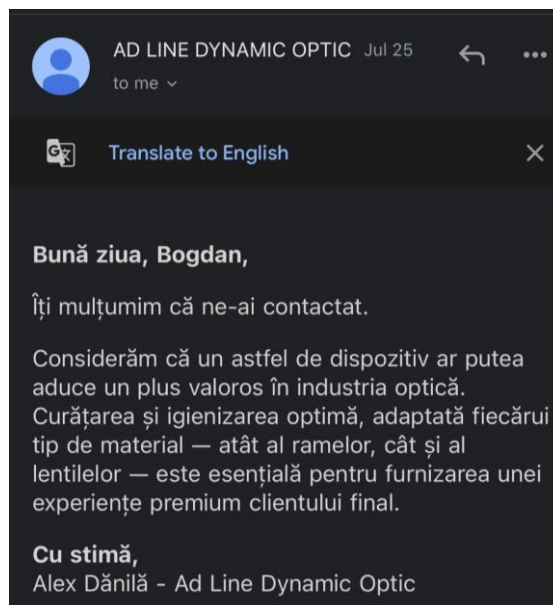 AD LINE DYNAMIC OPTIC Jul 25
to me
Translate to English
Bună ziua, Bogdan,
Îți mulțumim că ne-ai contactat.
Considerăm că un astfel de dispozitiv ar putea
aduce un plus valoros în industria optică.
Curățarea și igienizarea optimă, adaptată fiecărui
tip de material — atât al ramelor, cât și al
lentilelor — este esențială pentru furnizarea unei
experiențe premium clientului final.
Cu stimă,
Alex Dănilă - Ad Line Dynamic Optic